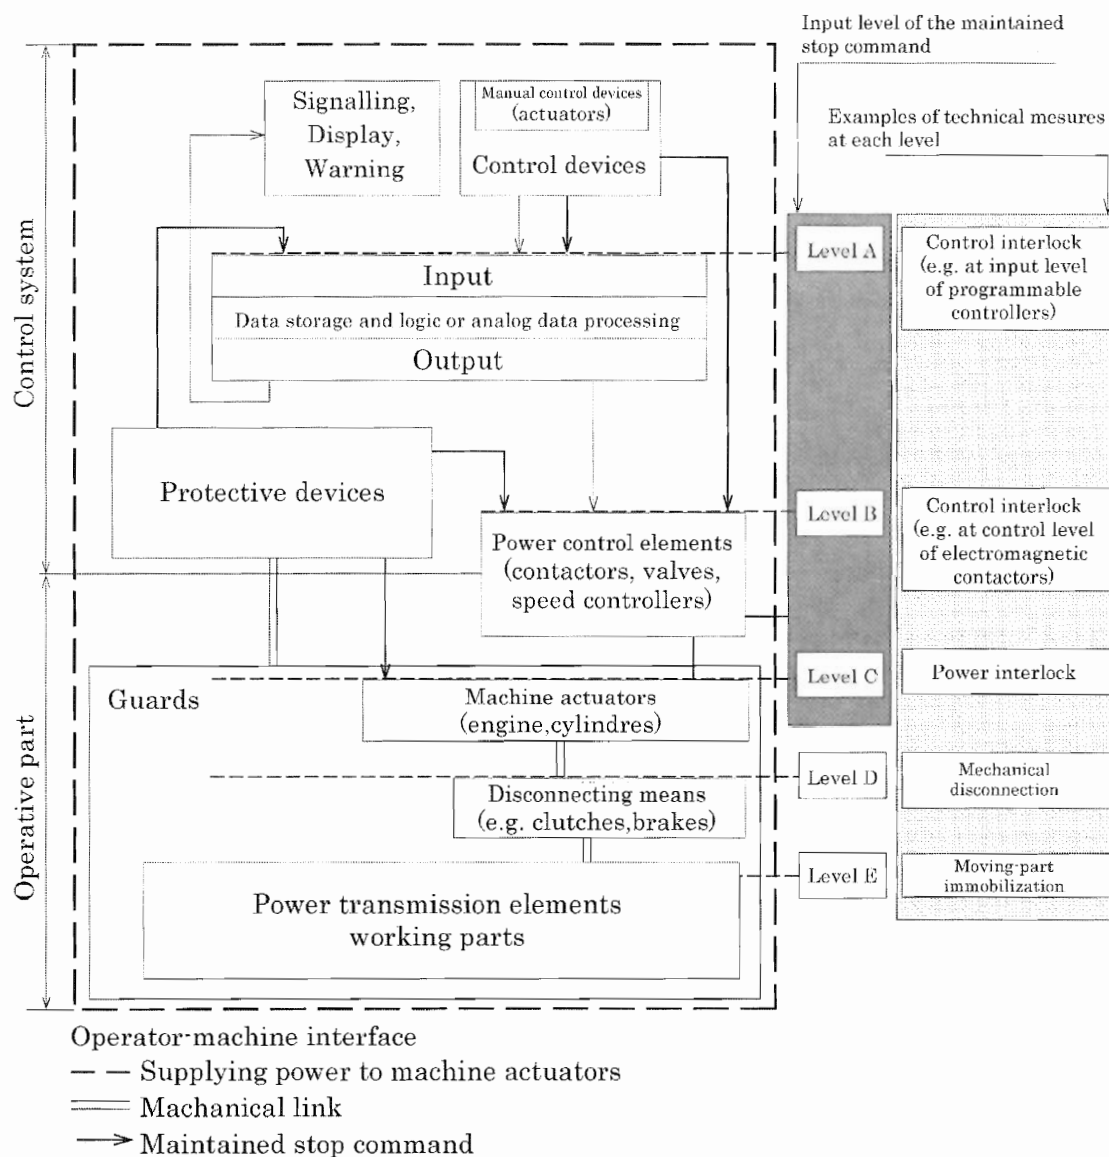 Input level of the maintained
stop command
Examples of technical mesures
at each level
Control system
Operative part
Signalling,
Display,
Warning
Manual control devices
(actuators)
Control devices
Input
Data storage and logic or analog data processing
Output
Protective devices
Power control elements
(contactors, valves,
speed controllers)
Guards
Machine actuators
(engine,cylindres)
Disconnecting means
(e.g. clutches,brakes)
Power transmission elements
working parts
Level A
Control interlock
(e.g. at input level
of programmable
controllers)
Level B
Control interlock
(e.g. at control level
of electromagnetic
contactors)
Level C
Power interlock
Level D
Mechanical
disconnection
Level E
Moving-part
immobilization
Operator-machine interface
Supplying power to machine actuators
Machanical link
Maintained stop command